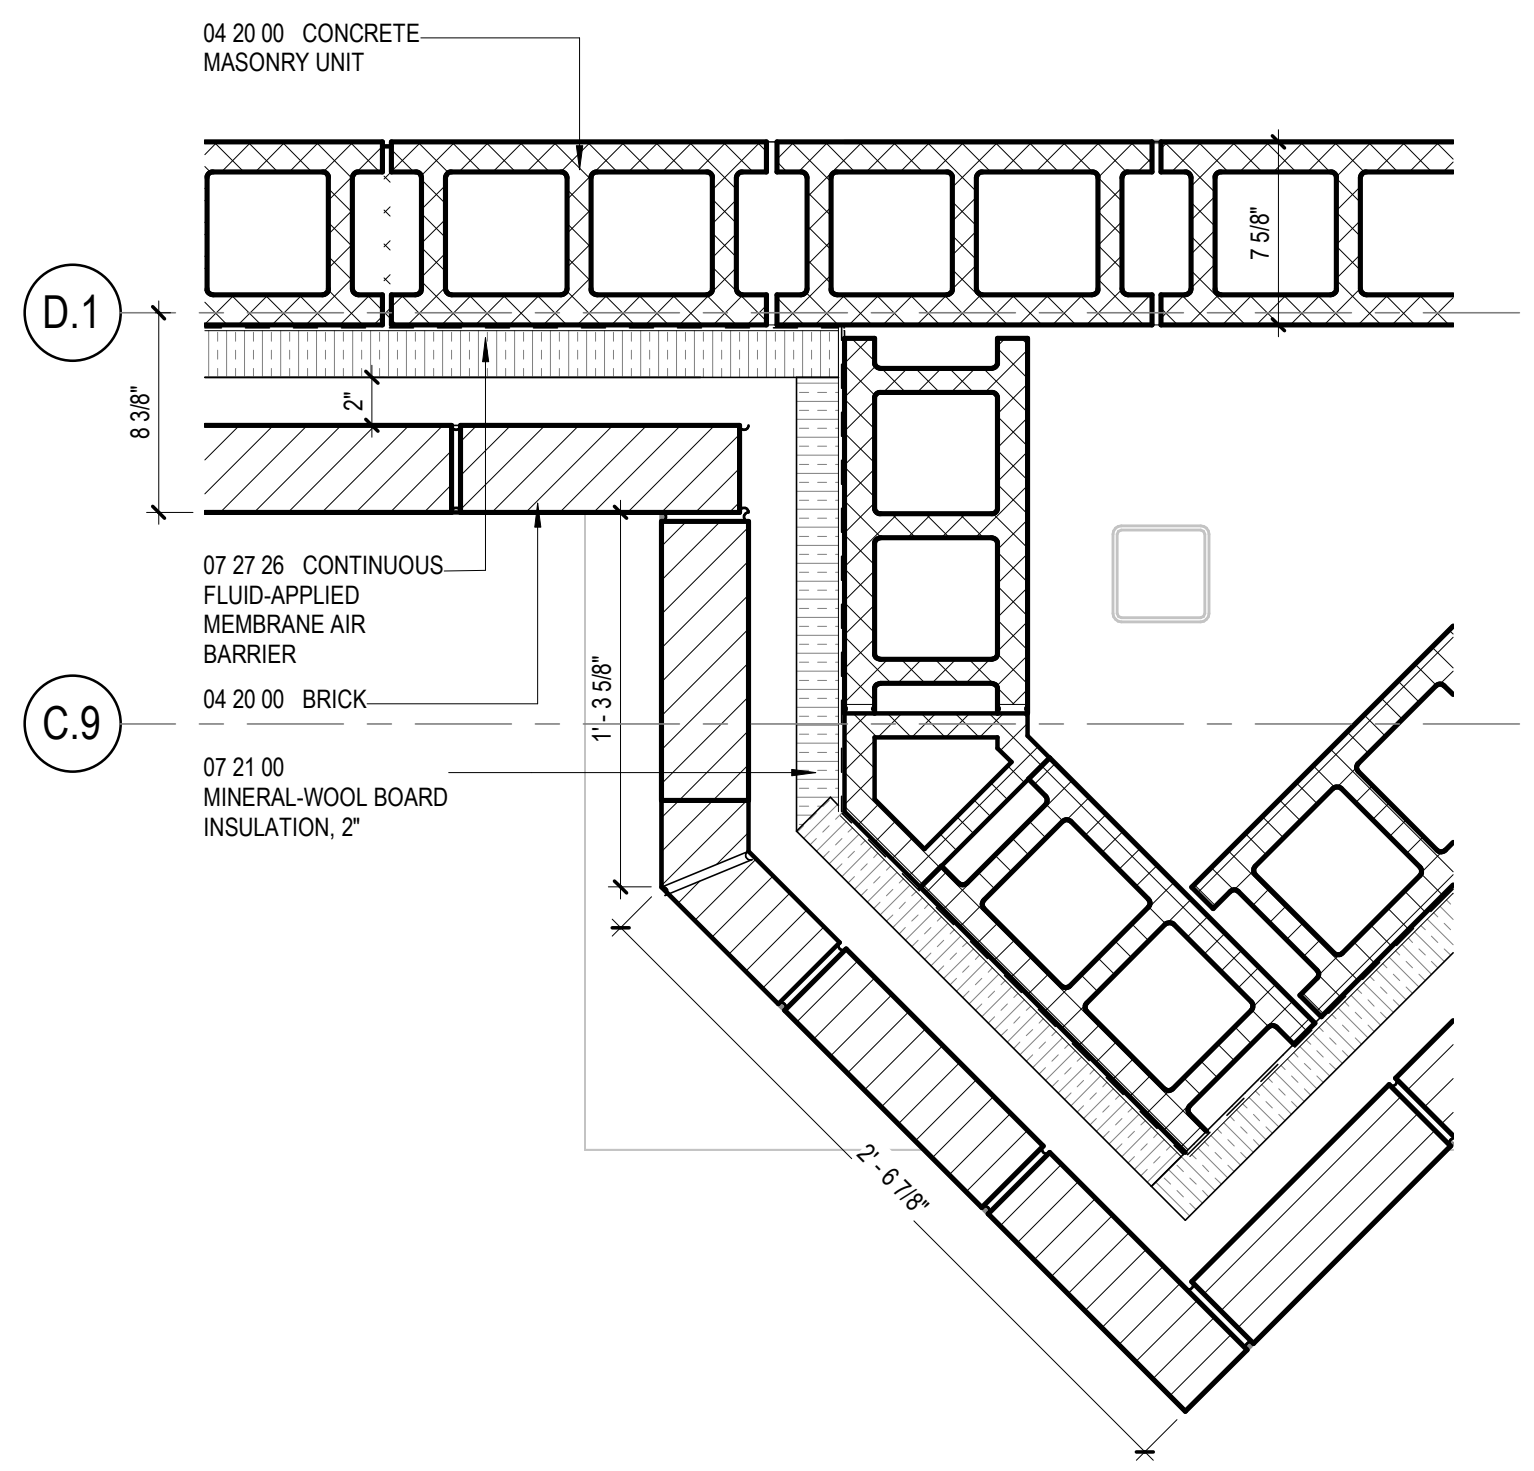 04 20 00 CONCRETE
MASONRY UNIT
7 5/8"
D.1
8 3/8"
2"
07 27 26 CONTINUOUS
FLUID-APPLIED
MEMBRANE AIR
BARRIER
04 20 00 BRICK
1' - 3 5/8"
C.9
07 21 00
MINERAL-WOOL BOARD
INSULATION, 2"
2' - 6 7/8"